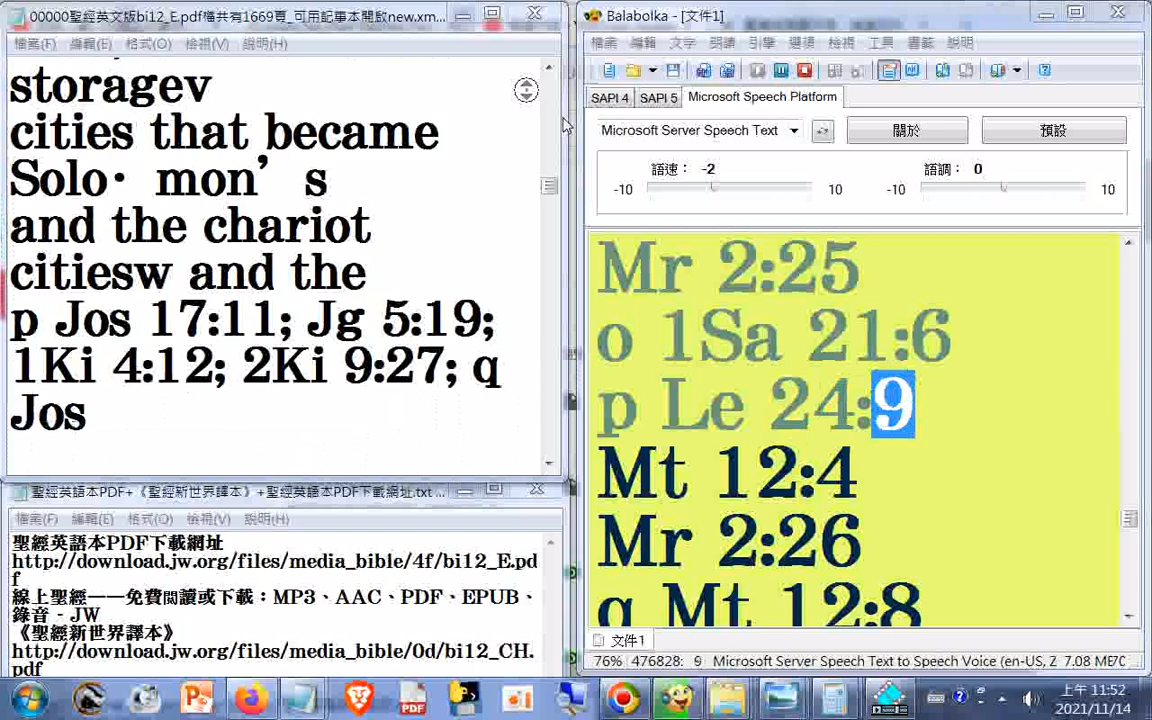 00000聖經英文版bi12_E.pdf檔共有1669頁_可用記事本開啟new.xm...
檔案(F) 編輯(E) 格式(O) 檢視(V) 說明(H)
storagev
cities that became
Solo· mon’ s
and the chariot
citiesw and the
p Jos 17:11; Jg 5:19;
1Ki 4:12; 2Ki 9:27; q
Jos
聖經英語本PDF+《聖經新世界譯本》+聖經英語本PDF下載網址.txt ...
檔案(F) 編輯(E) 格式(O) 檢視(V) 說明(H)
聖經英語本PDF下載網址
http://download.jw.org/files/media_bible/4f/bi12_E.pd
f
線上聖經——免費閱讀或下載：MP3、AAC、PDF、EPUB、
錄音 - JW
《聖經新世界譯本》
http://download.jw.org/files/media_bible/0d/bi12_CH.
pdf
Balabolka - [文件1]
檔案 編輯 文字 朗讀 引擎 選項 檢視 工具 書籤 說明
SAPI 4 SAPI 5 Microsoft Speech Platform
Microsoft Server Speech Text 關於 預設
語速： -2 語調： 0
-10 10 -10 10
Mr 2:25
o 1Sa 21:6
p Le 24:9
Mt 12:4
Mr 2:26
q Mt 12:8
文件1
76% 476828: 9 Microsoft Server Speech Text to Speech Voice (en-US, Z 7.08 ME
上午 11:52
2021/11/14